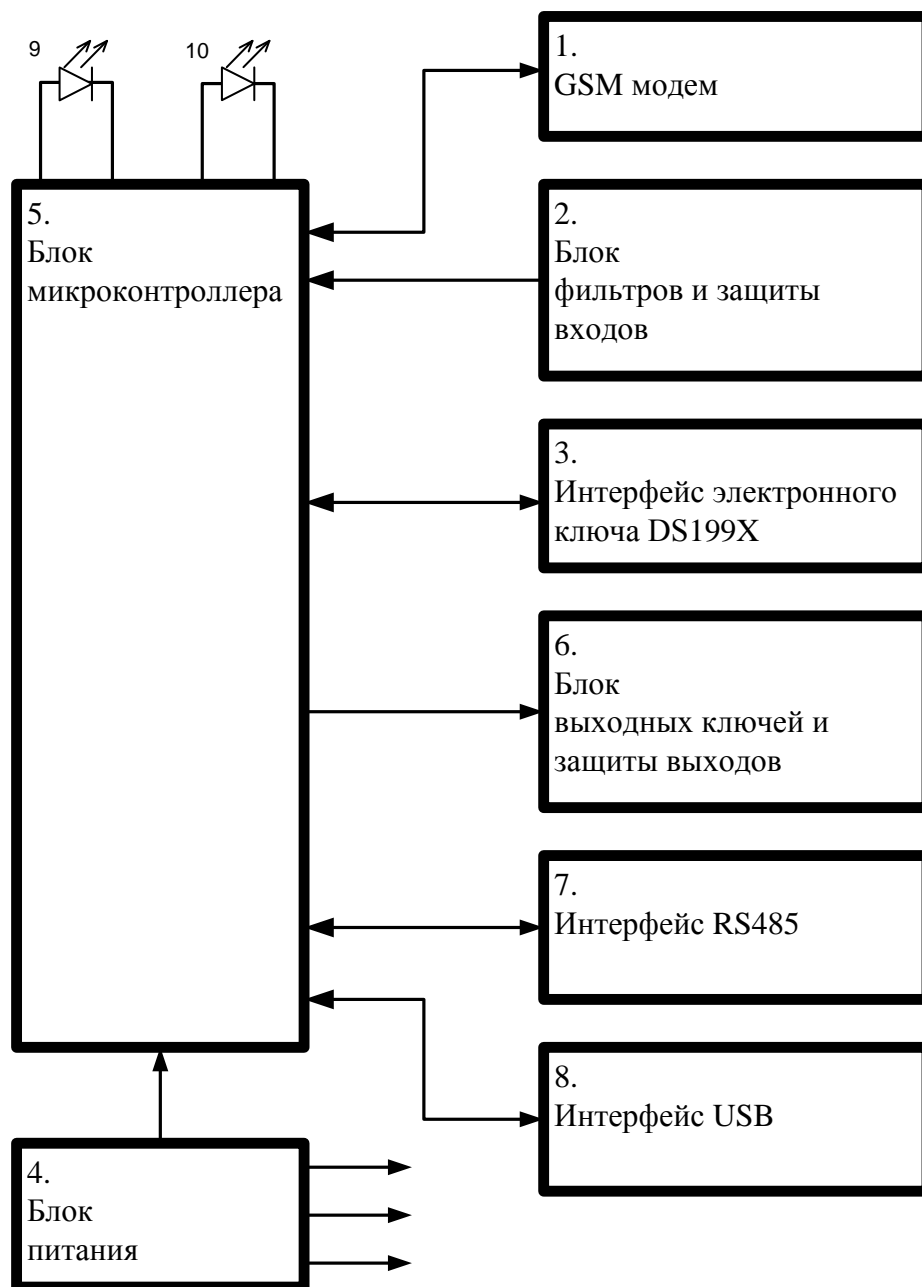 9
10
1.
GSM модем
5.
Блок
микроконтроллера
2.
Блок
фильтров и защиты
входов
3.
Интерфейс электронного
ключа DS199X
6.
Блок
выходных ключей и
защиты выходов
7.
Интерфейс RS485
8.
Интерфейс USB
4.
Блок
питания